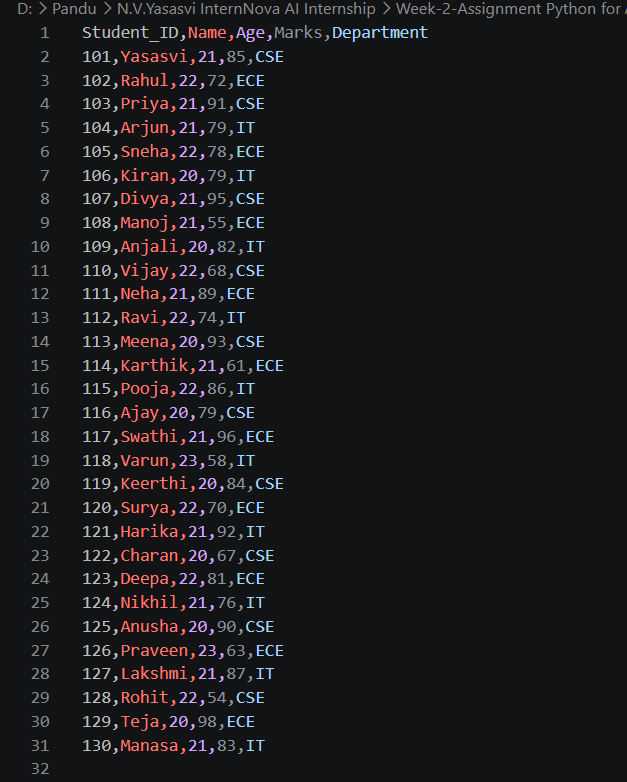 D: > Pandu > N.V.Yasasvi InternNova AI Internship > Week-2-Assignment Python for
1 Student_ID,Name,Age,Marks,Department
2 101,Yasasvi,21,85,CSE
3 102,Rahul,22,72,ECE
4 103,Priya,21,91,CSE
5 104,Arjun,21,79,IT
6 105,Sneha,22,78,ECE
7 106,Kiran,20,79,IT
8 107,Divya,21,95,CSE
9 108,Manoj,21,55,ECE
10 109,Anjali,20,82,IT
11 110,Vijay,22,68,CSE
12 111,Neha,21,89,ECE
13 112,Ravi,22,74,IT
14 113,Meena,20,93,CSE
15 114,Karthik,21,61,ECE
16 115,Pooja,22,86,IT
17 116,Ajay,20,79,CSE
18 117,Swathi,21,96,ECE
19 118,Varun,23,58,IT
20 119,Keerthi,20,84,CSE
21 120,Surya,22,70,ECE
22 121,Harika,21,92,IT
23 122,Charan,20,67,CSE
24 123,Deepa,22,81,ECE
25 124,Nikhil,21,76,IT
26 125,Anusha,20,90,CSE
27 126,Praveen,23,63,ECE
28 127,Lakshmi,21,87,IT
29 128,Rohit,22,54,CSE
30 129,Teja,20,98,ECE
31 130,Manasa,21,83,IT
32